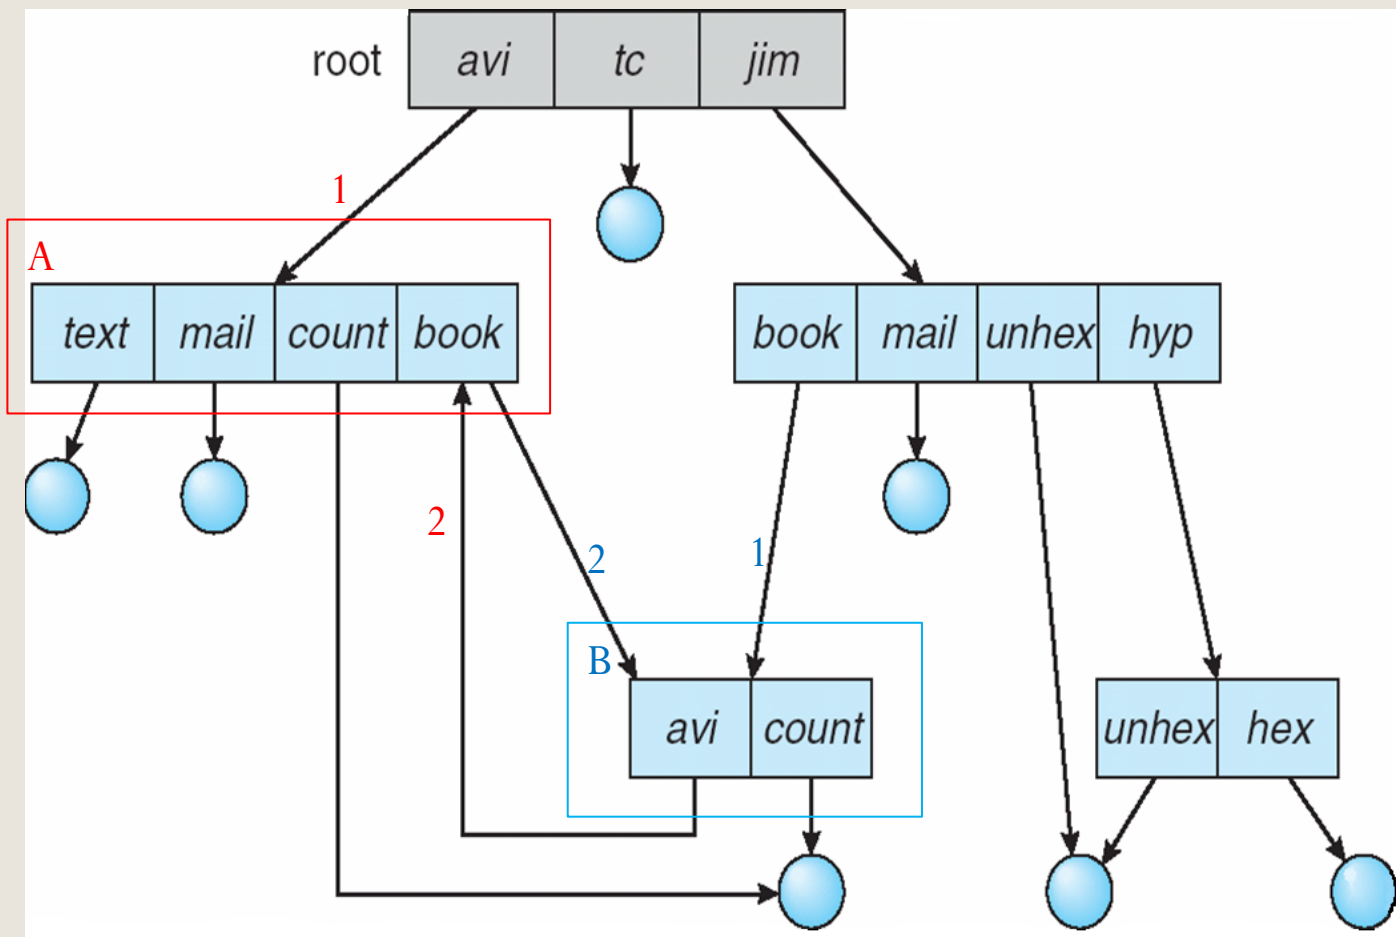 root avi tc jim
1
A
text mail count book
book mail unhex hyp
2
2
1
B
avi count
unhex hex